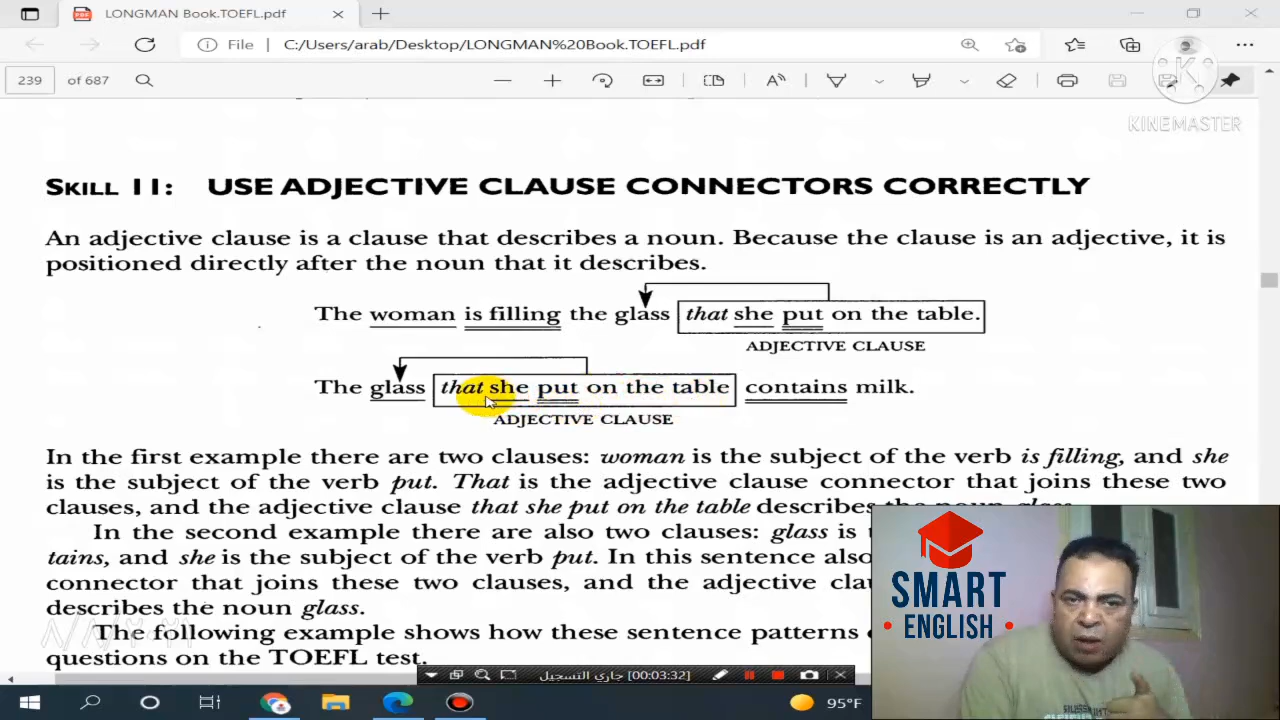 LONGMAN Book.TOEFL.pdf
File
C:/Users/arab/Desktop/LONGMAN%20Book.TOEFL.pdf
239 of 687
KINEMASTER
SKILL 11: USE ADJECTIVE CLAUSE CONNECTORS CORRECTLY
An adjective clause is a clause that describes a noun. Because the clause is an adjective, it is
positioned directly after the noun that it describes.
The woman is filling the glass that she put on the table.
ADJECTIVE CLAUSE
The glass that she put on the table contains milk.
ADJECTIVE CLAUSE
In the first example there are two clauses: woman is the subject of the verb is filling, and she
is the subject of the verb put. That is the adjective clause connector that joins these two
clauses, and the adjective clause that she put on the table describes the noun glass.
In the second example there are also two clauses: glass is
tains, and she is the subject of the verb put. In this sentence also
connector that joins these two clauses, and the adjective
describes the noun glass.
The following example shows how these sentence patterns
questions on the TOEFL test.
SMART
ENGLISH
جاري التسجيل [00:03:32]
95°F